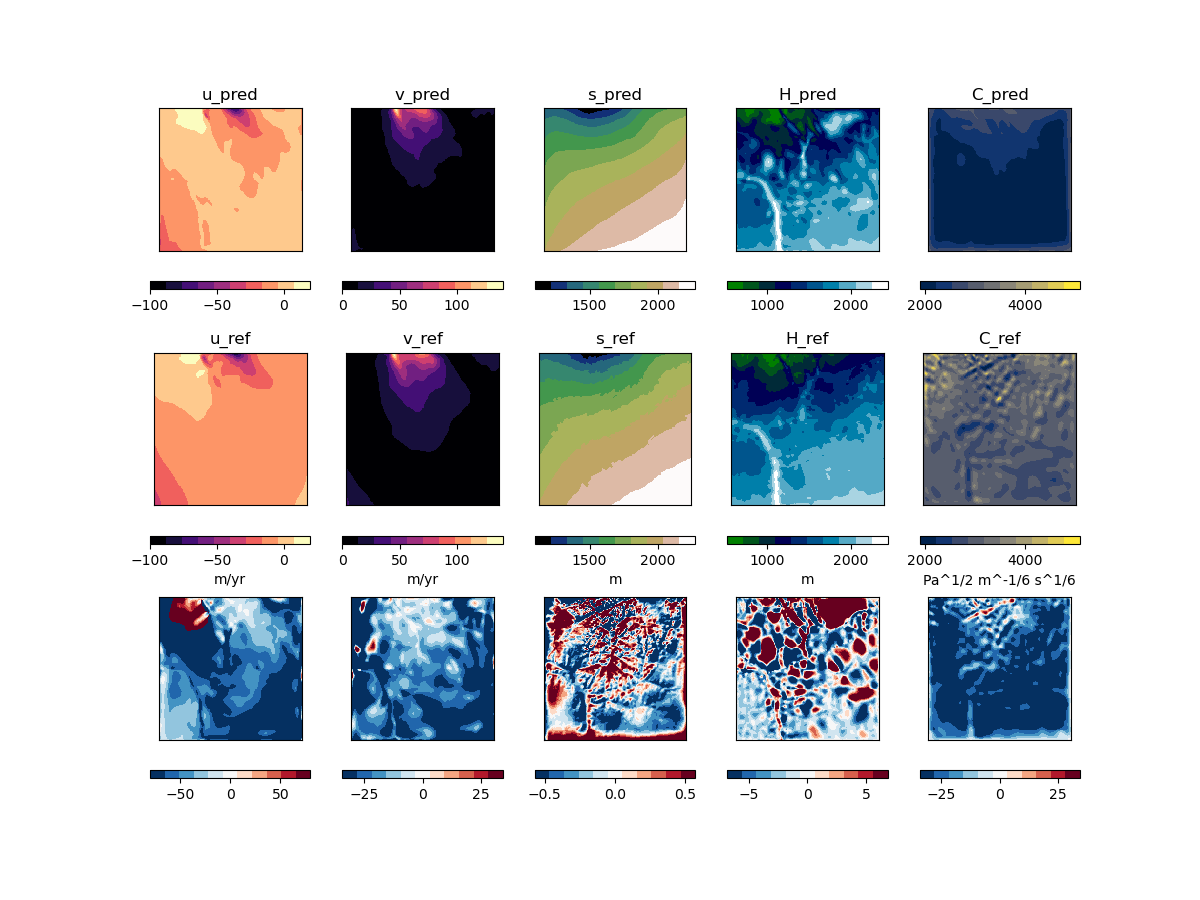 u_pred v_pred s_pred H_pred C_pred
−100 −50 0 0 50 100 1500 2000 1000 2000 2000 4000
u_ref v_ref s_ref H_ref C_ref
−100 −50 0 0 50 100 1500 2000 1000 2000 2000 4000
m/yr m/yr m m Pa^1/2 m^-1/6 s^1/6
−50 0 50 −25 0 25 −0.5 0.0 0.5 −5 0 5 −25 0 25